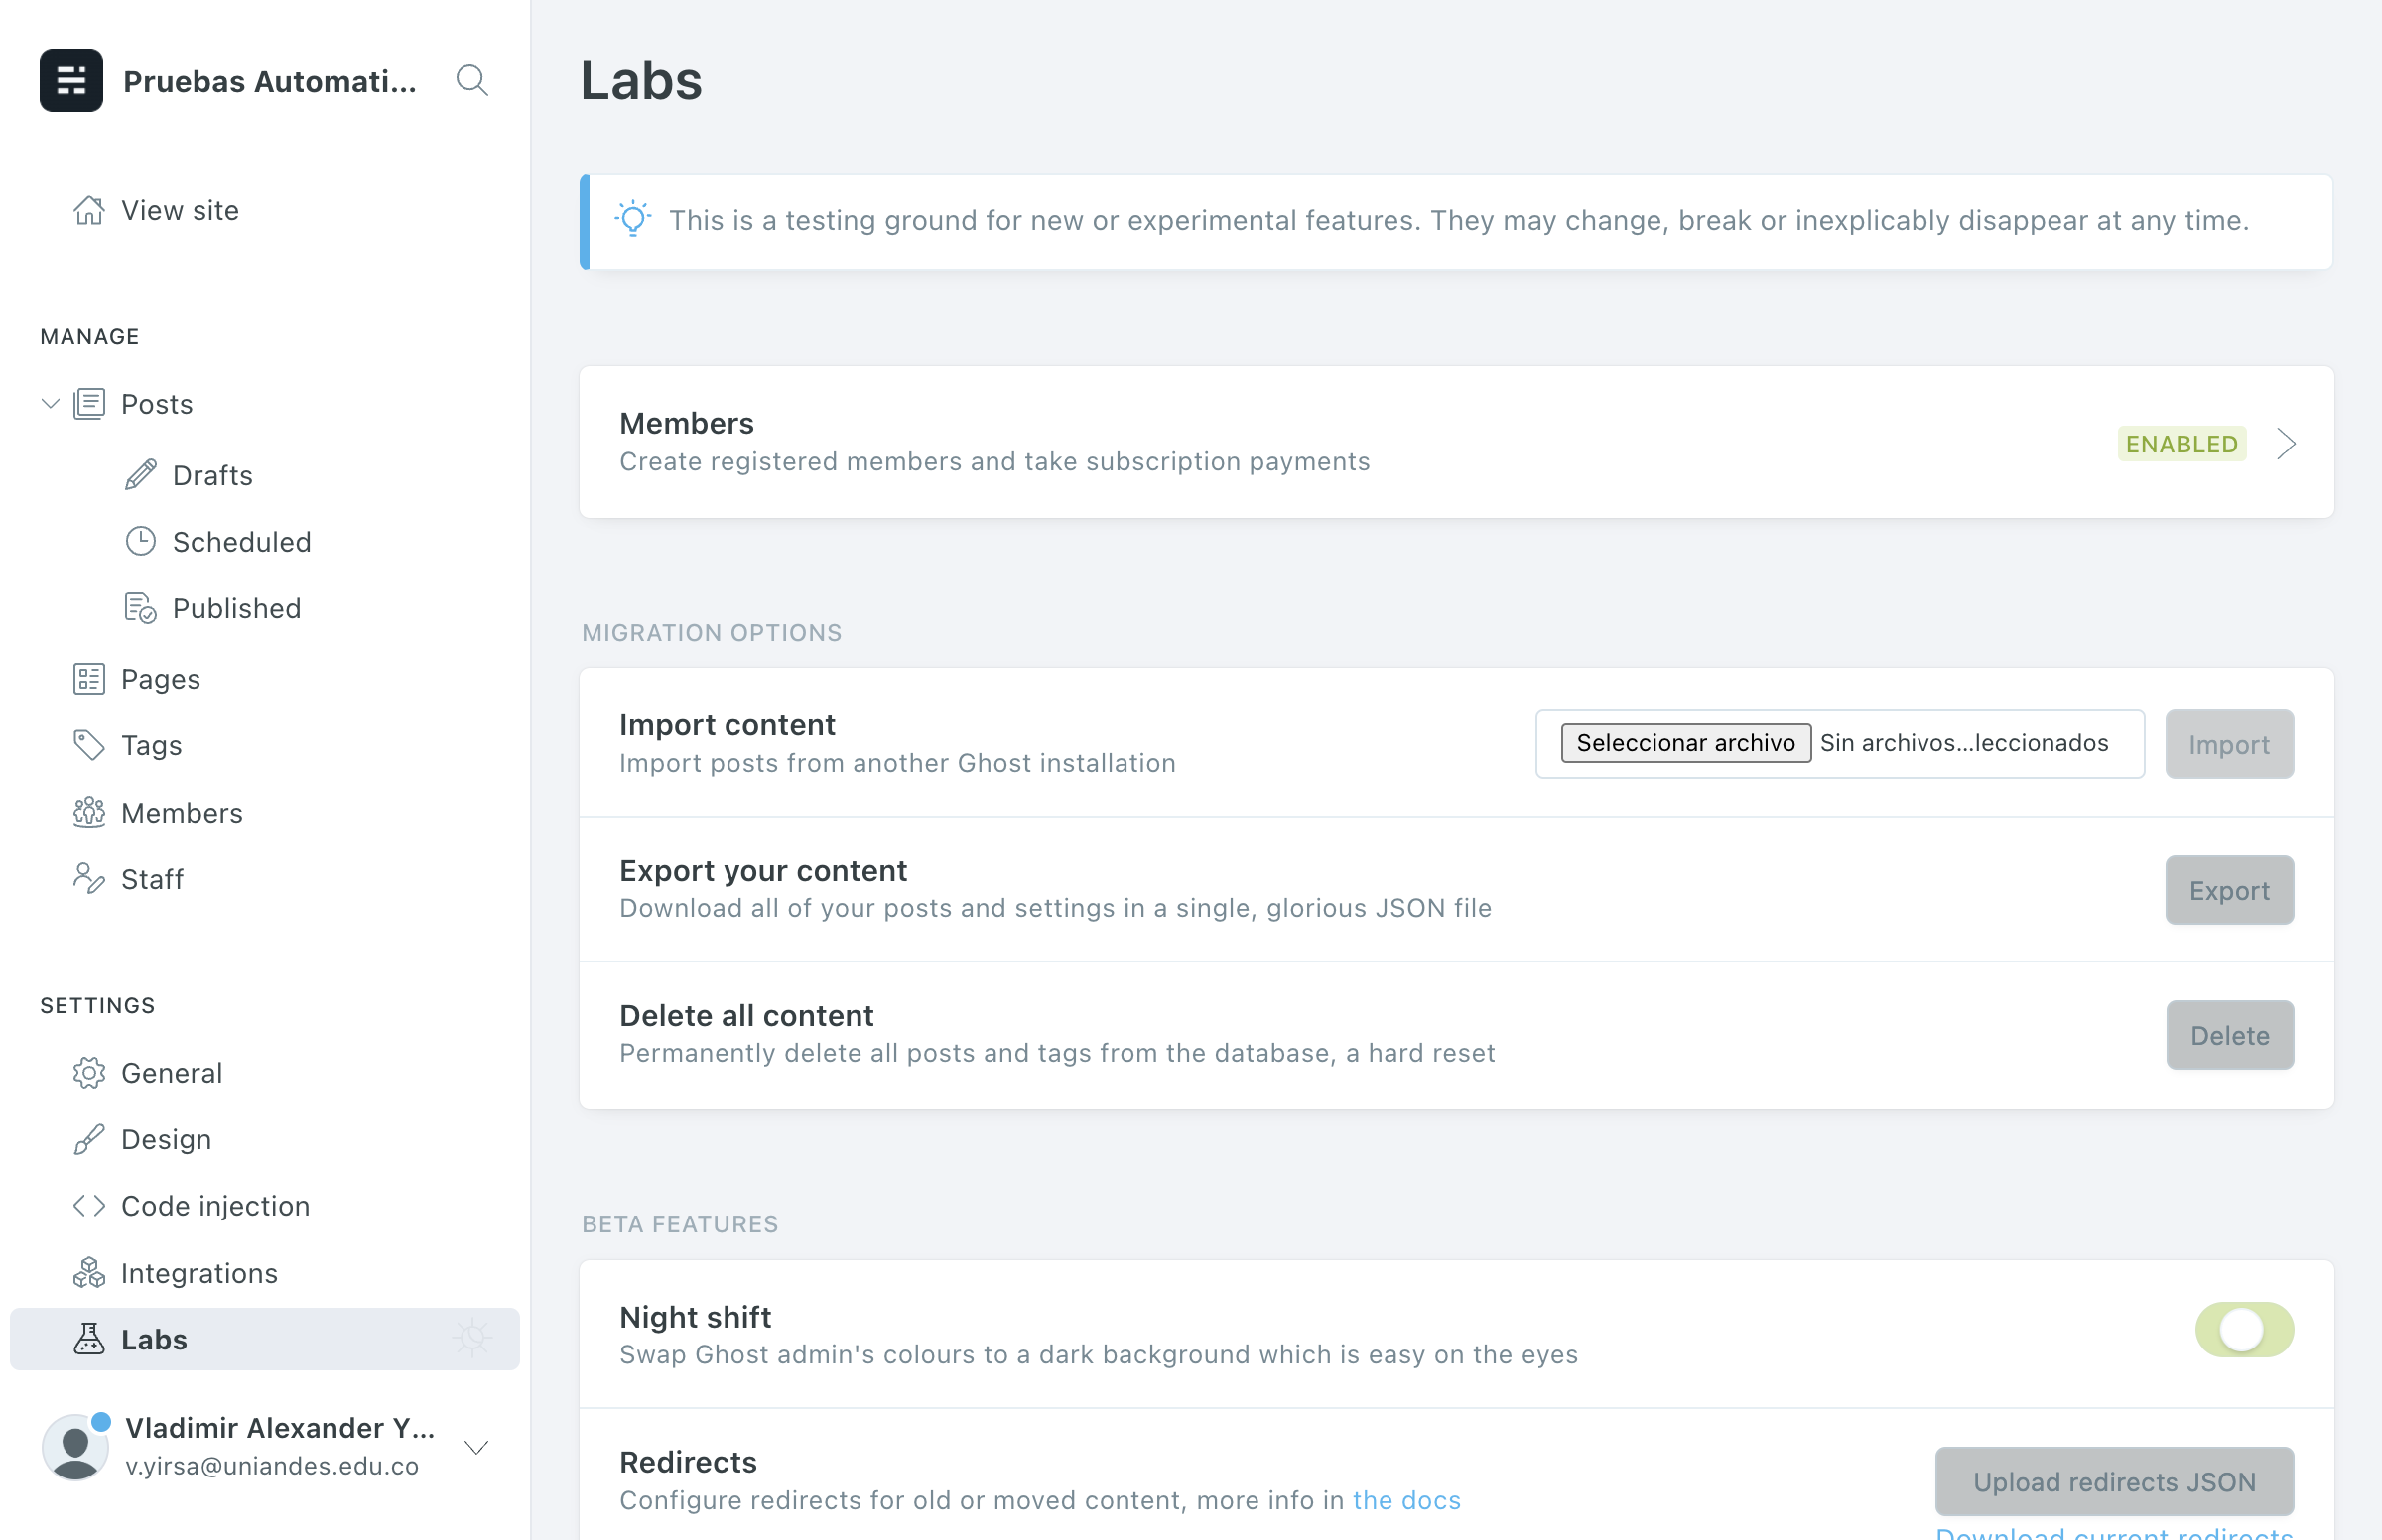 Pruebas Automati...
View site
MANAGE
Posts
Drafts
Scheduled
Published
Pages
Tags
Members
Staff
SETTINGS
General
Design
Code injection
Integrations
Labs
Vladimir Alexander Y...
v.yirsa@uniandes.edu.co
Labs
This is a testing ground for new or experimental features. They may change, break or inexplicably disappear at any time.
Members
Create registered members and take subscription payments
ENABLED
MIGRATION OPTIONS
Import content
Import posts from another Ghost installation
Seleccionar archivo Sin archivos...leccionados
Import
Export your content
Download all of your posts and settings in a single, glorious JSON file
Export
Delete all content
Permanently delete all posts and tags from the database, a hard reset
Delete
BETA FEATURES
Night shift
Swap Ghost admin's colours to a dark background which is easy on the eyes
Redirects
Configure redirects for old or moved content, more info in the docs
Upload redirects JSON
Download current redirects